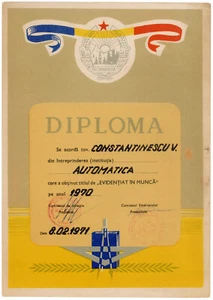 DIPLOMA
Se acordă tov. CONSTANTINESCU V.
din întreprinderea (instituția)
AUTOMATICA
care a obținut titlul de „EVIDENȚIAT ÎN MUNCĂ”
pe anul 1970
Data 8.02.1971